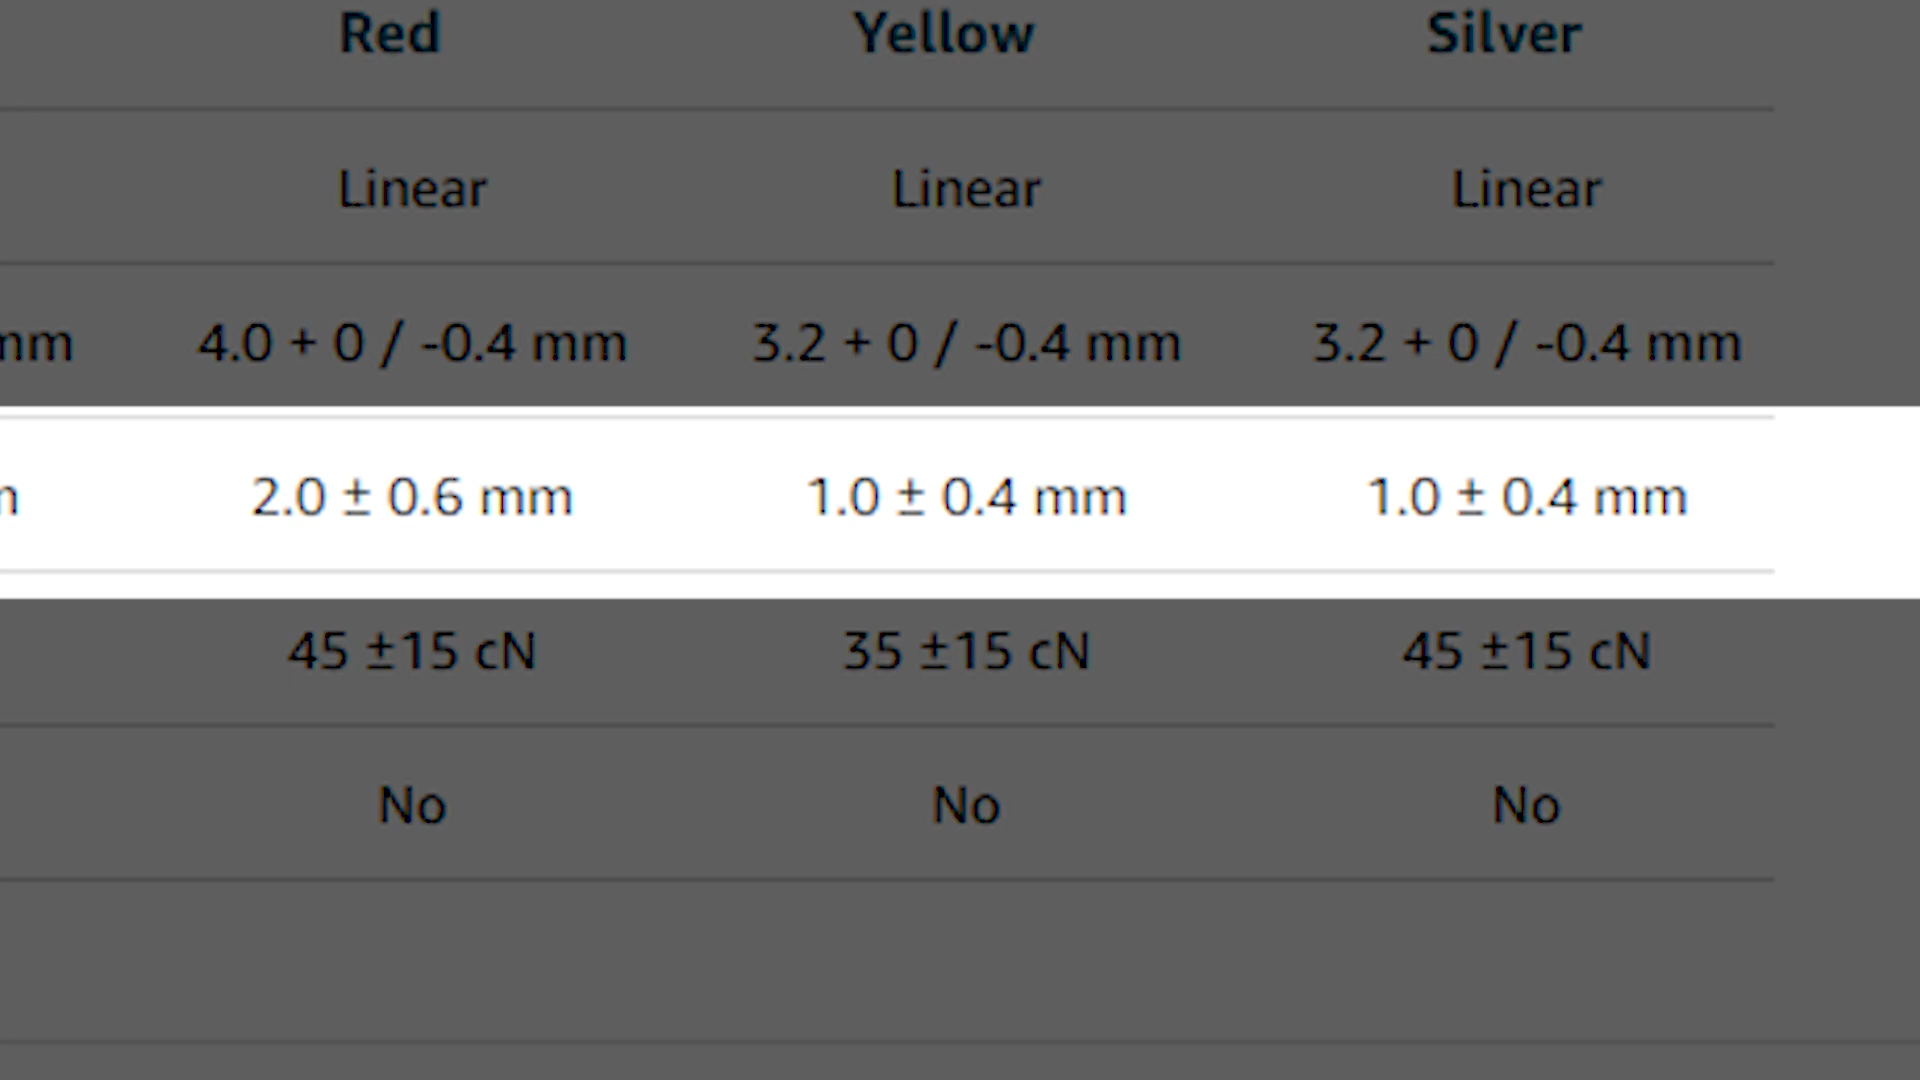 Red Yellow Silver
Linear Linear Linear
mm 4.0 + 0 / -0.4 mm 3.2 + 0 / -0.4 mm 3.2 + 0 / -0.4 mm
2.0 ± 0.6 mm 1.0 ± 0.4 mm 1.0 ± 0.4 mm
45 ±15 cN 35 ±15 cN 45 ±15 cN
No No No